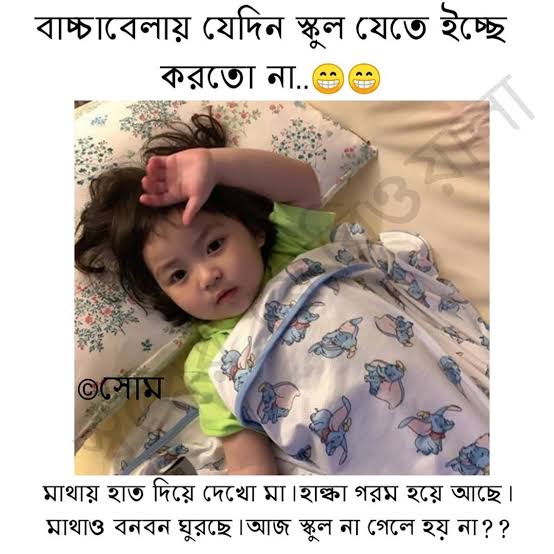 বাচ্চাবেলায় যেদিন স্কুল যেতে ইচ্ছে
করতো না..😁😁
©সোম
মাথায় হাত দিয়ে দেখো মা।হাল্কা গরম হয়ে আছে।
মাথাও বনবন ঘুরছে।আজ স্কুল না গেলে হয় না??